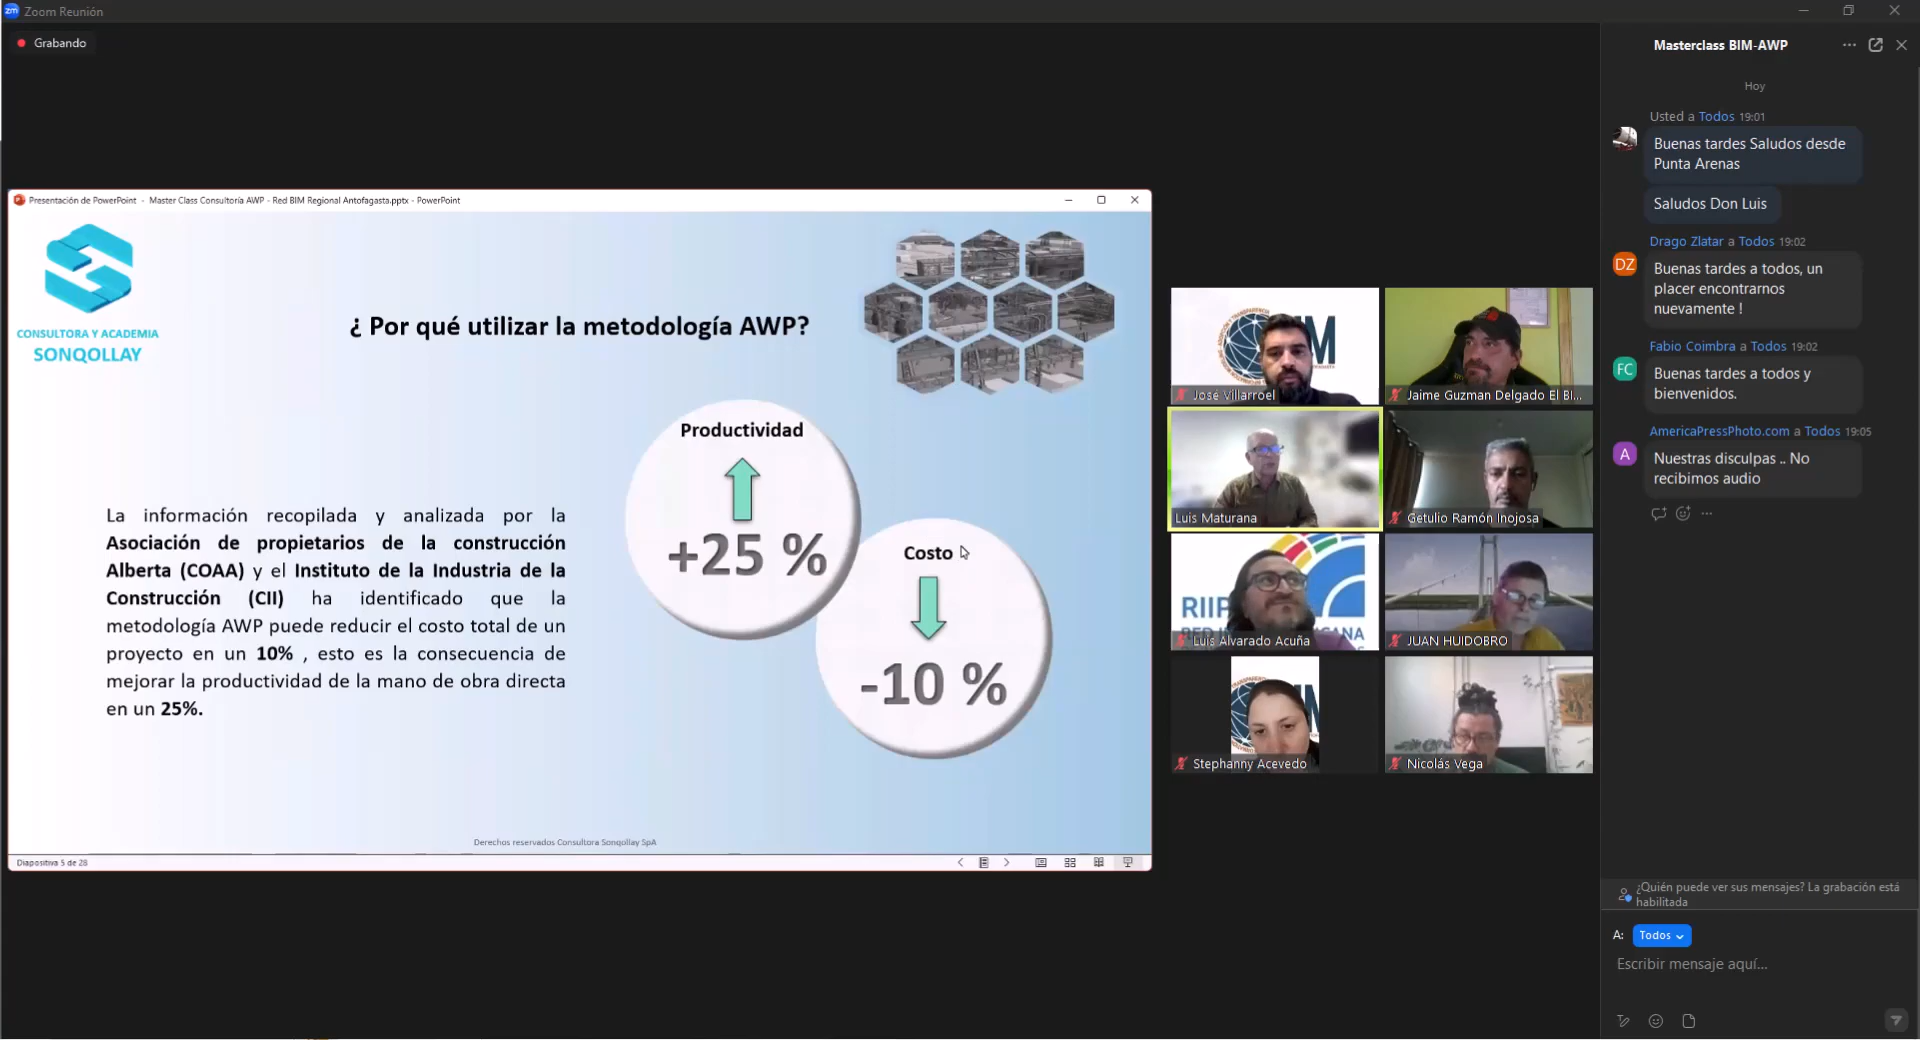 Zoom Reunión
Grabando
Presentación de PowerPoint - Master Class Consultoría AWP - Red BIM Regional Antofagasta.pptx - PowerPoint
CONSULTORA Y ACADEMIA
SONQOLLAY
¿ Por qué utilizar la metodología AWP?
Productividad
+25 %
Costo
-10 %
La información recopilada y analizada por la
Asociación de propietarios de la construcción
Alberta (COAA) y el Instituto de la Industria de la
Construcción (CII) ha identificado que la
metodología AWP puede reducir el costo total de un
proyecto en un 10% , esto es la consecuencia de
mejorar la productividad de la mano de obra directa
en un 25%.
Derechos reservados Consultora Sonqollay SpA
Diapositiva 5 de 28
José Villarroel
Jaime Guzman Delgado El BI...
Luis Maturana
Getulio Ramón Inojosa
RIIP
Luis Alvarado Acuña
JUAN HUIDOBRO
Stephanny Acevedo
Nicolás Vega
Masterclass BIM-AWP
Hoy
Usted a Todos 19:01
Buenas tardes Saludos desde
Punta Arenas
Saludos Don Luis
Drago Zlatar a Todos 19:02
DZ
Buenas tardes a todos, un
placer encontrarnos
nuevamente !
Fabio Coimbra a Todos 19:02
FC
Buenas tardes a todos y
bienvenidos.
AmericaPressPhoto.com a Todos 19:05
A
Nuestras disculpas .. No
recibimos audio
¿Quién puede ver sus mensajes? La grabación está
habilitada
A: Todos
Escribir mensaje aquí...